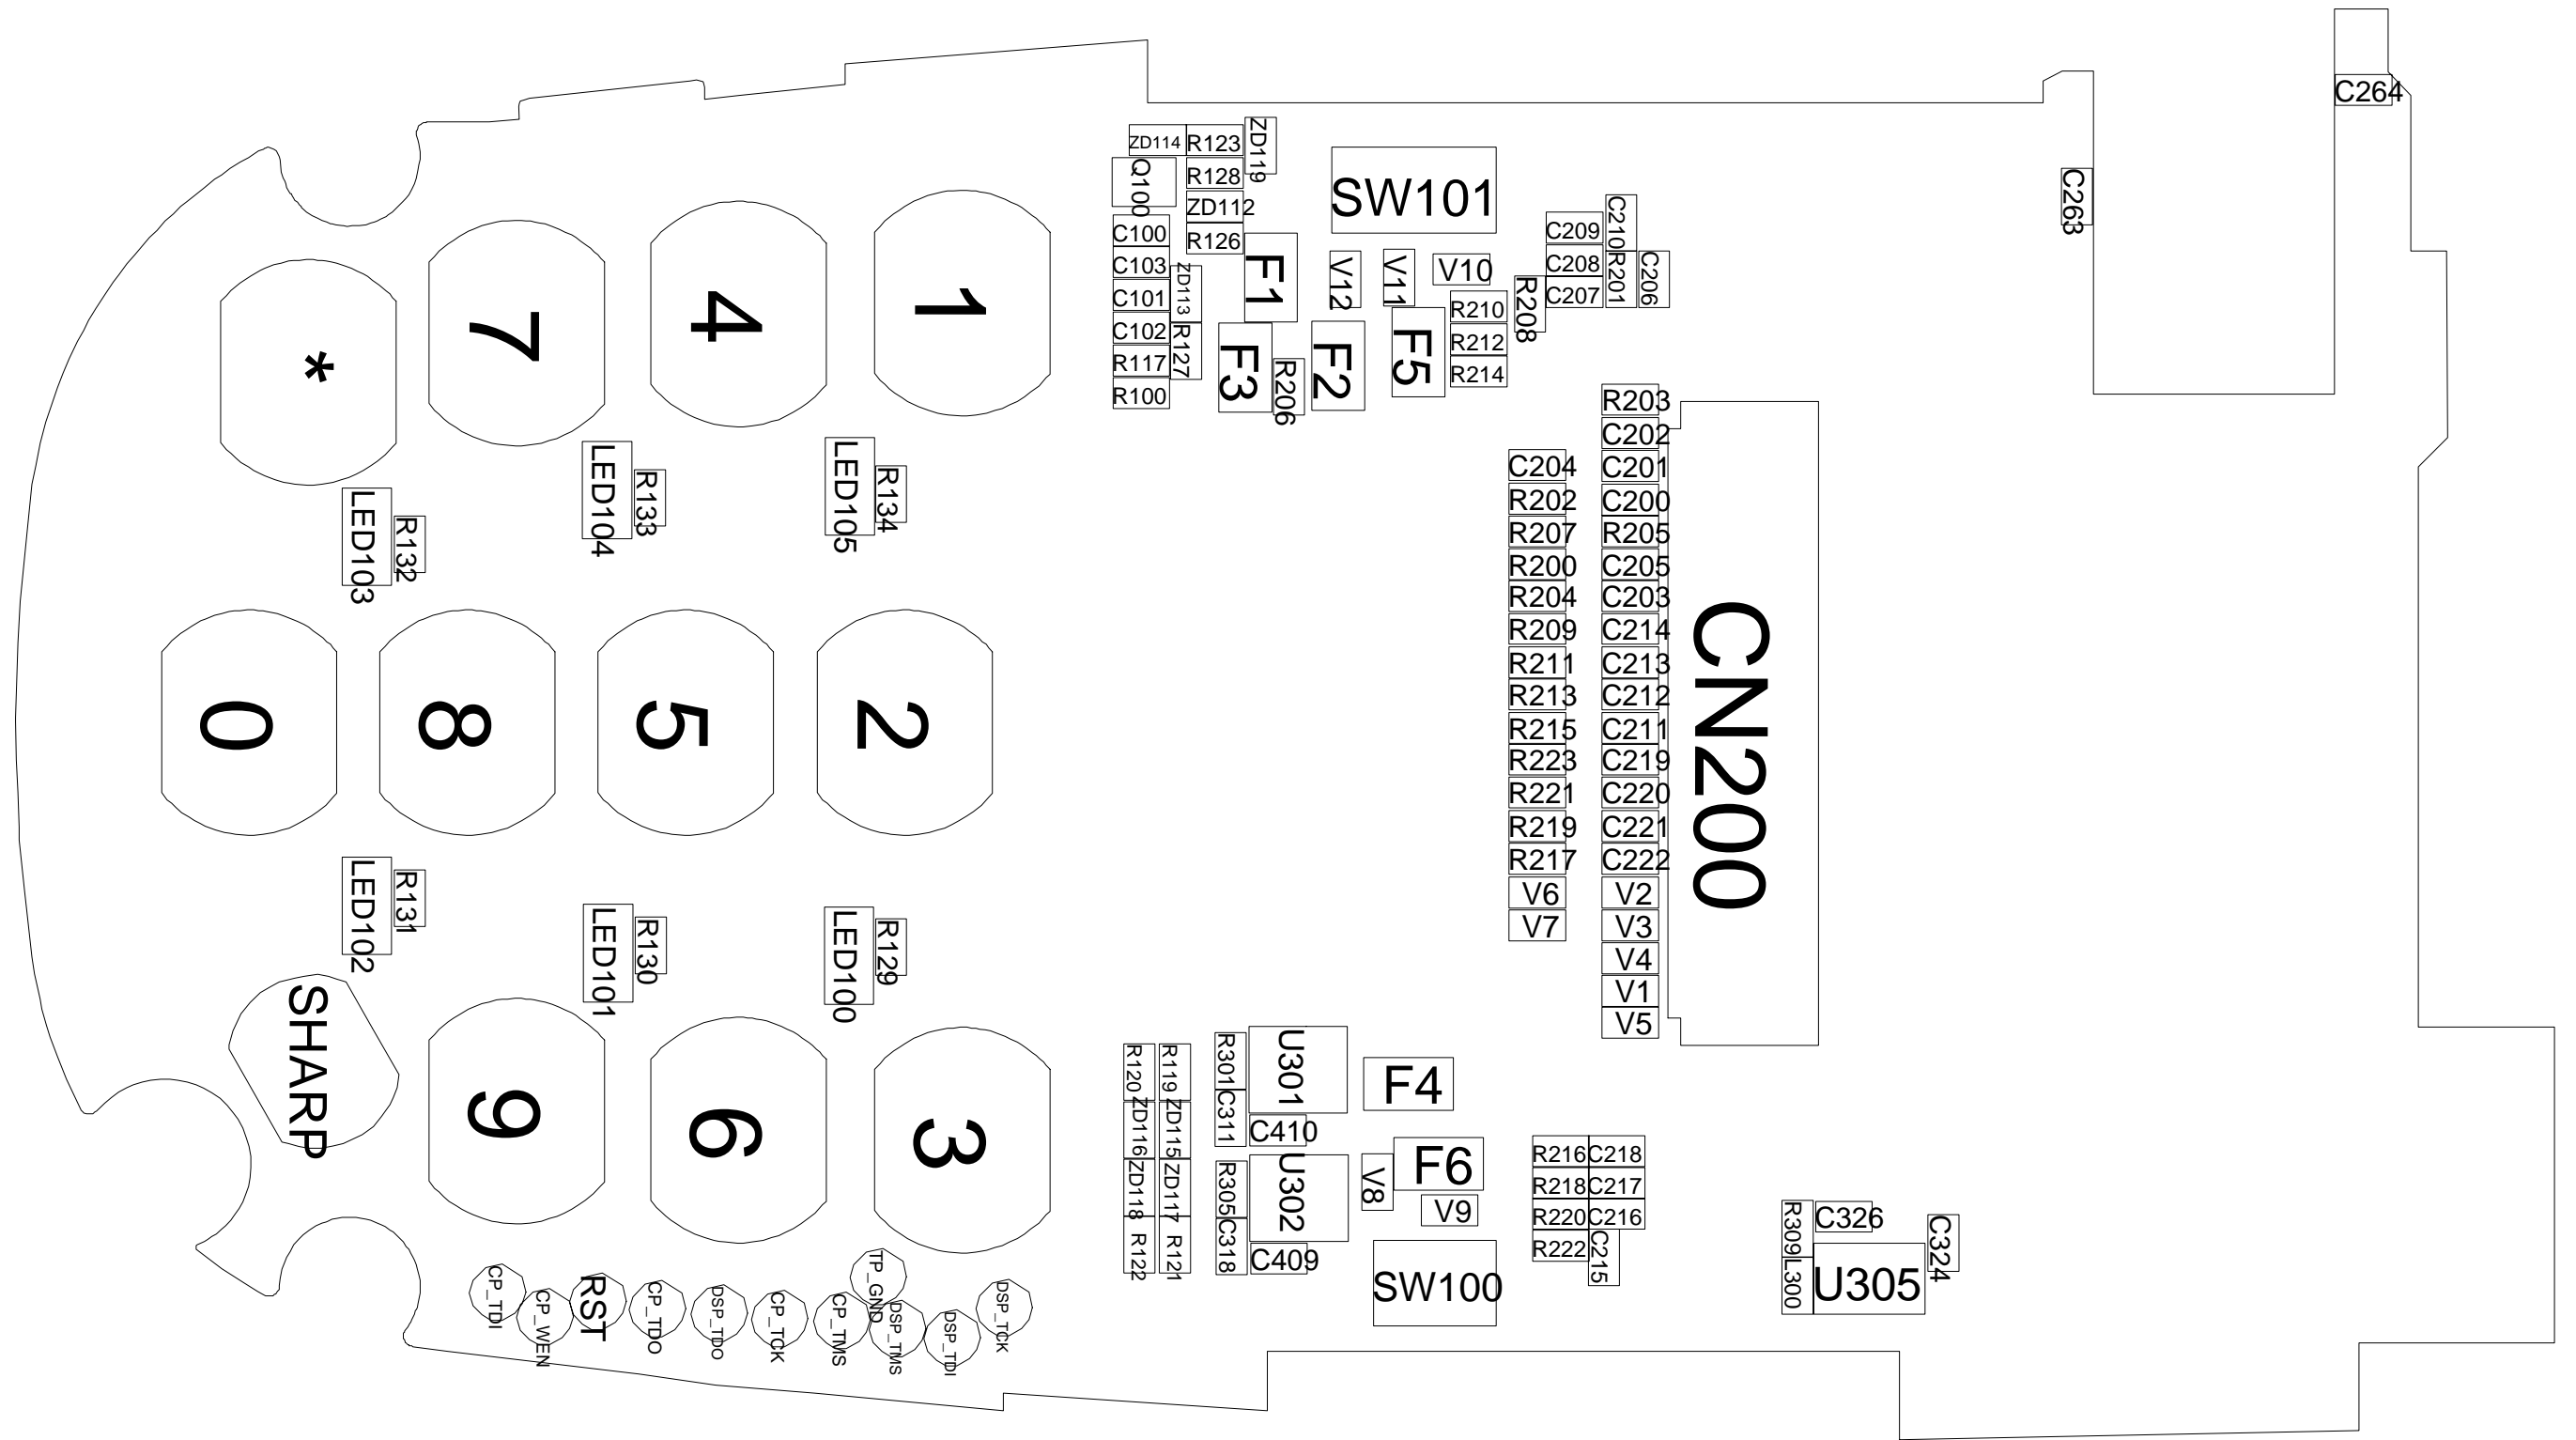 C264
C263
ZD114
R123
ZD119
Q100
R128
ZD112
R126
C100
C103
C101
C102
R117
R100
ZD113
R127
F1
F3
R206
F2
F5
SW101
V12
V11
V10
R210
R212
R214
R208
C209
C208
C207
C210
R201
C206
1
4
7
*
LED103
R132
LED104
R133
LED105
R134
R203
C202
C204
C201
R202
C200
R207
R205
R200
C205
R204
C203
R209
C214
R211
C213
R213
C212
R215
C211
R223
C219
R221
C220
R219
C221
R217
C222
V6
V2
V7
V3
V4
V1
V5
CN200
0
8
5
2
LED102
R131
LED101
R130
LED100
R129
SHARP
9
6
3
R120
ZD116
ZD118
R122
R119
ZD115
ZD117
R121
R301
C311
U301
C410
R305
C318
U302
C409
F4
F6
V8
V9
SW100
R216
C218
R218
C217
R220
C216
R222
C215
R309
L300
C326
U305
C324
CP_TDI
CP_WEN
RST
CP_TDO
DSP_TDO
CP_TCK
CP_TMS
TP_GND
DSP_TMS
DSP_TDI
DSP_TCK